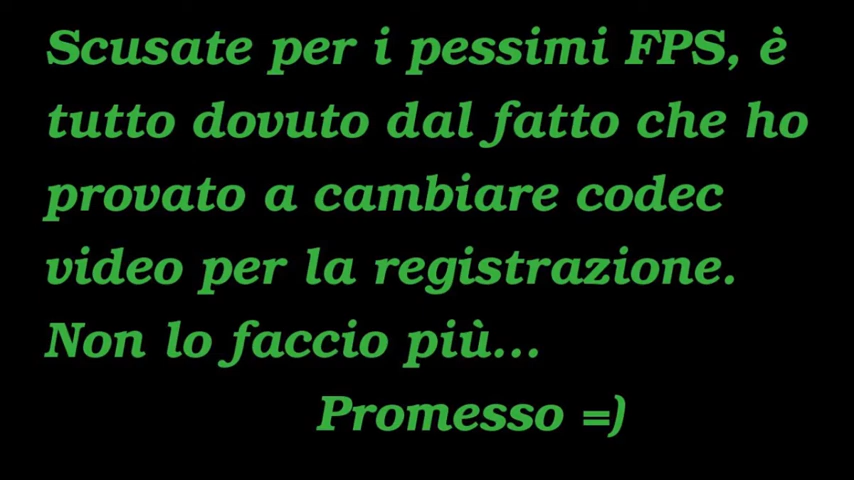 Scusate per i pessimi FPS, è
tutto dovuto dal fatto che ho
provato a cambiare codec
video per la registrazione.
Non lo faccio più...
Promesso =)